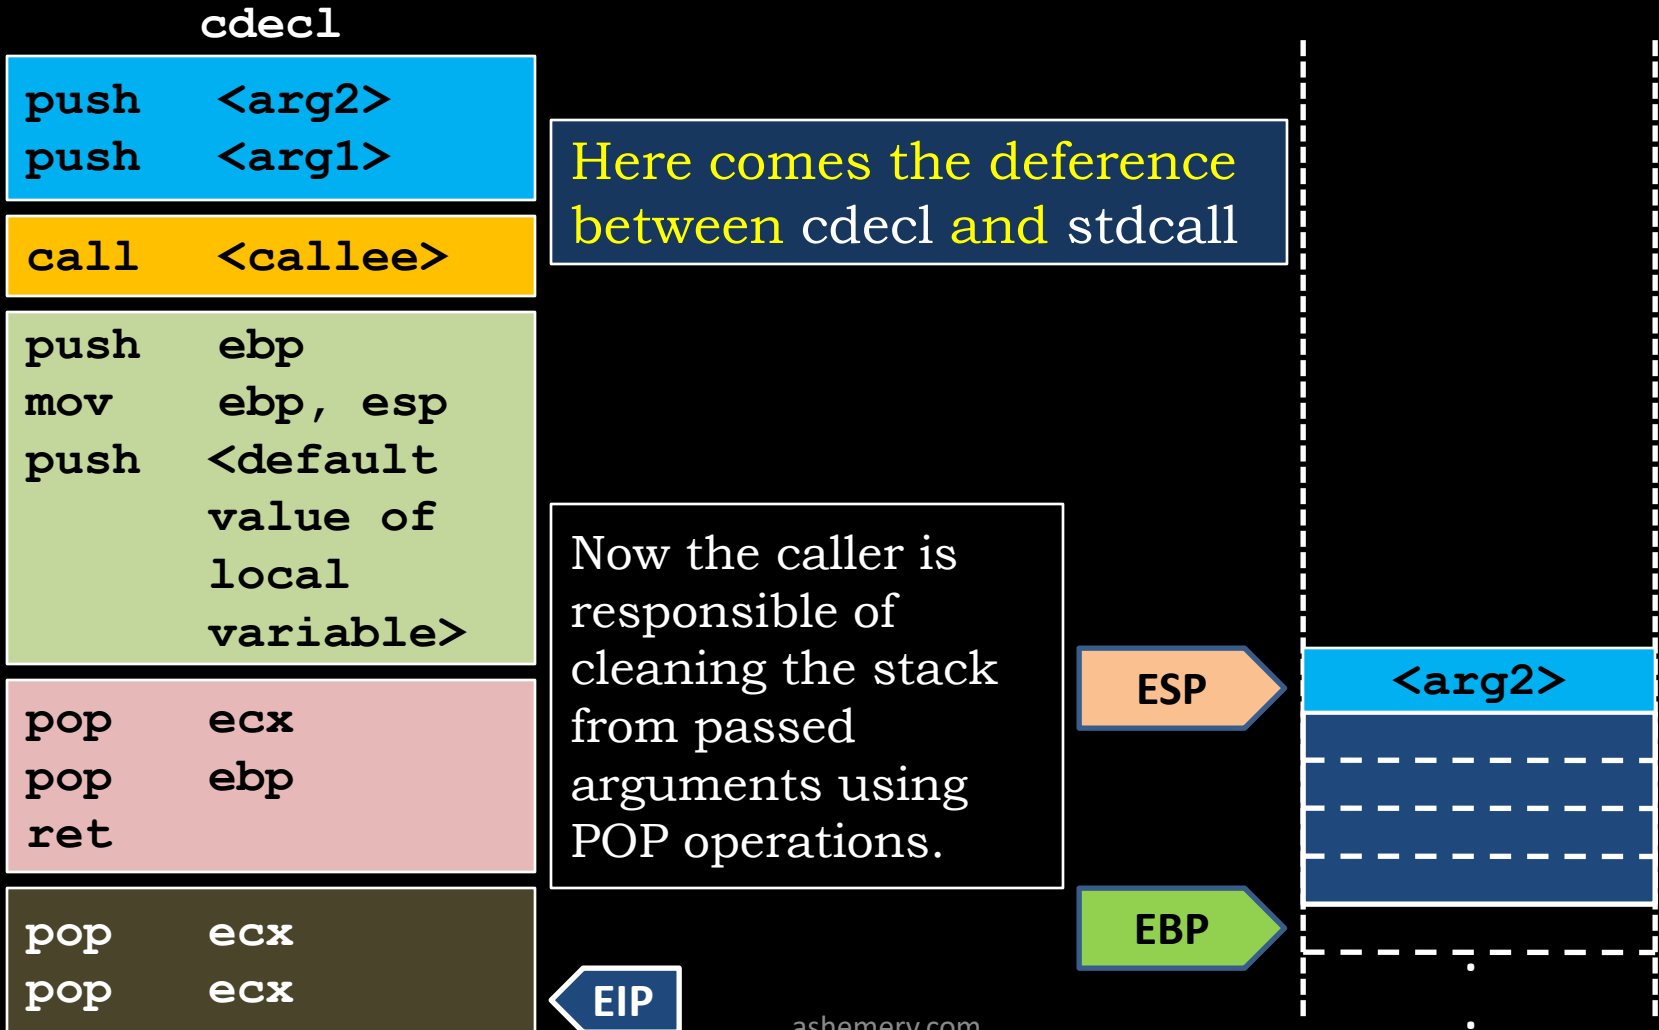 cdecl
push <arg2>
push <arg1>
call <callee>
push ebp
mov ebp, esp
push <default
value of
local
variable>
pop ecx
pop ebp
ret
pop ecx
pop ecx
Here comes the deference
between cdecl and stdcall
Now the caller is
responsible of
cleaning the stack
from passed
arguments using
POP operations.
ESP
<arg2>
EBP
EIP
ashemery.com